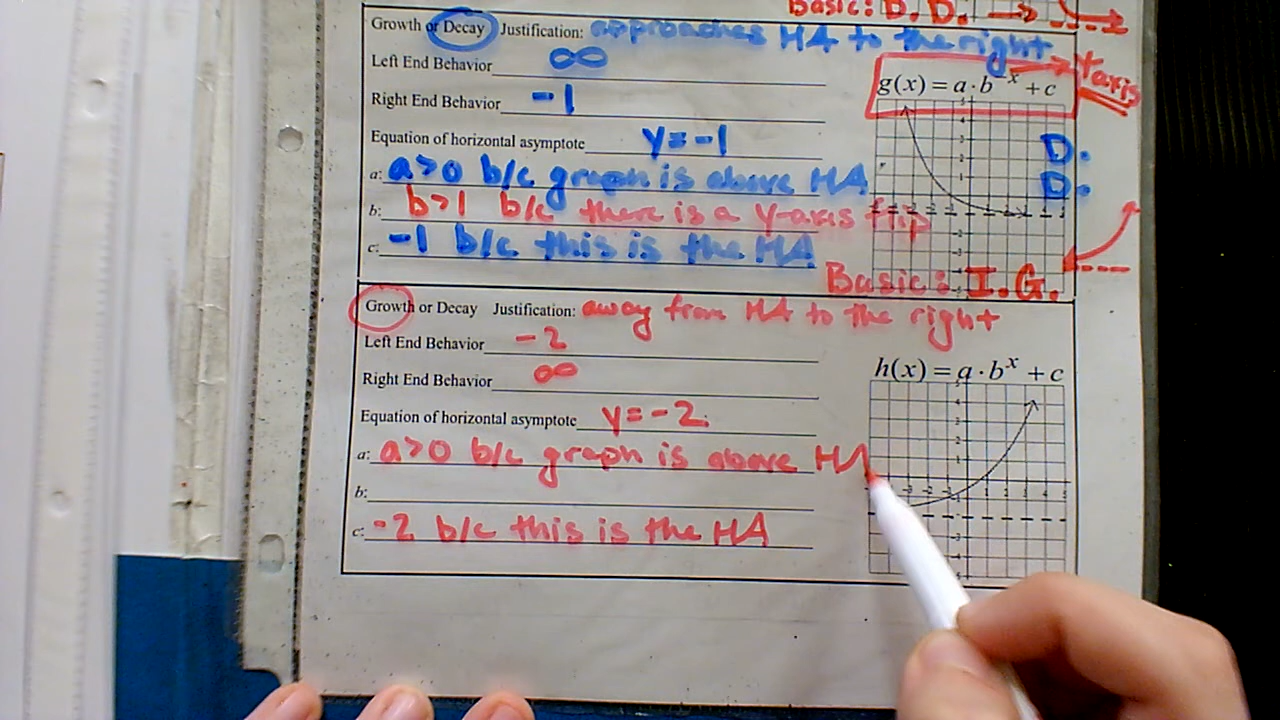 Basic: D. D.
Growth or Decay Justification: approaches HA to the right
Left End Behavior ∞
Right End Behavior -1
Equation of horizontal asymptote y = -1
a: a>0 b/c graph is above HA
b: b>1 b/c there is a y-axis flip
c: -1 b/c this is the HA
g(x) = a·b^-x + c
y axis
D.
D.
Basic: I.G.
Growth or Decay Justification: away from HA to the right
Left End Behavior -2
Right End Behavior ∞
Equation of horizontal asymptote y = -2
a: a>0 b/c graph is above HA
b:
c: -2 b/c this is the HA
h(x) = a·b^x + c